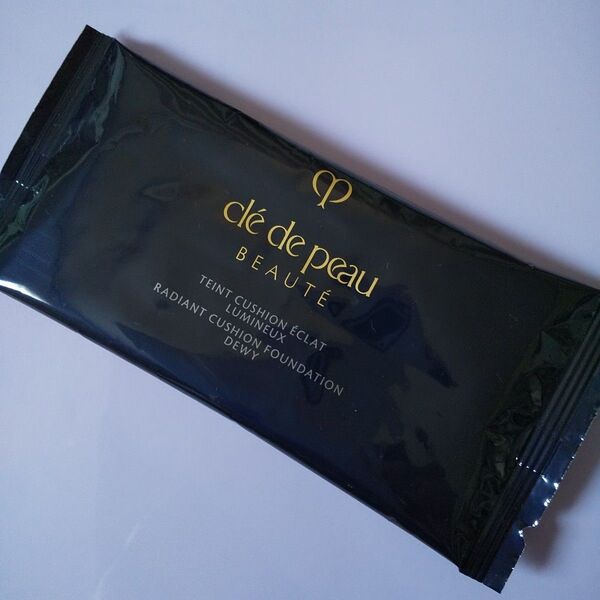 clé de peau
BEAUTÉ
TEINT CUSHION ÉCLAT
LUMINEUX
RADIANT CUSHION FOUNDATION
DEWY